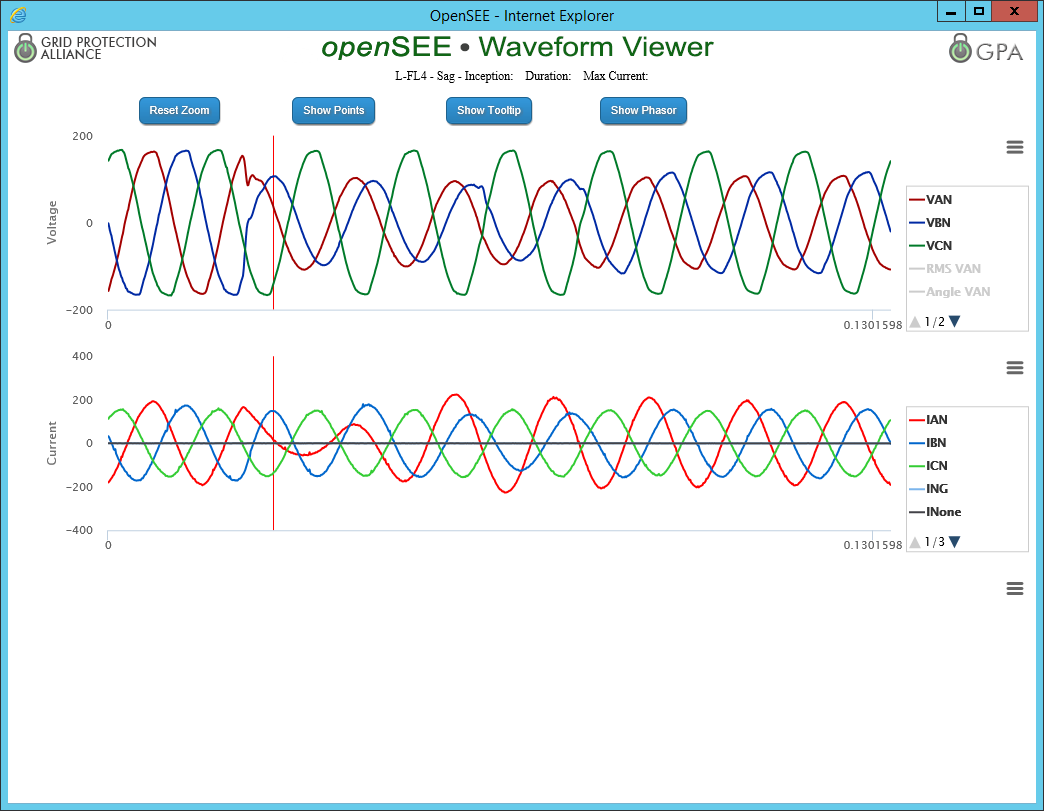 OpenSEE - Internet Explorer
GRID PROTECTION
ALLIANCE
openSEE • Waveform Viewer
GPA
L-FL4 - Sag - Inception: Duration: Max Current:
Reset Zoom
Show Points
Show Tooltip
Show Phasor
Voltage
200
0
−200
0
0.1301598
VAN
VBN
VCN
RMS VAN
Angle VAN
1/2
Current
400
200
0
−200
−400
0
0.1301598
IAN
IBN
ICN
ING
INone
1/3